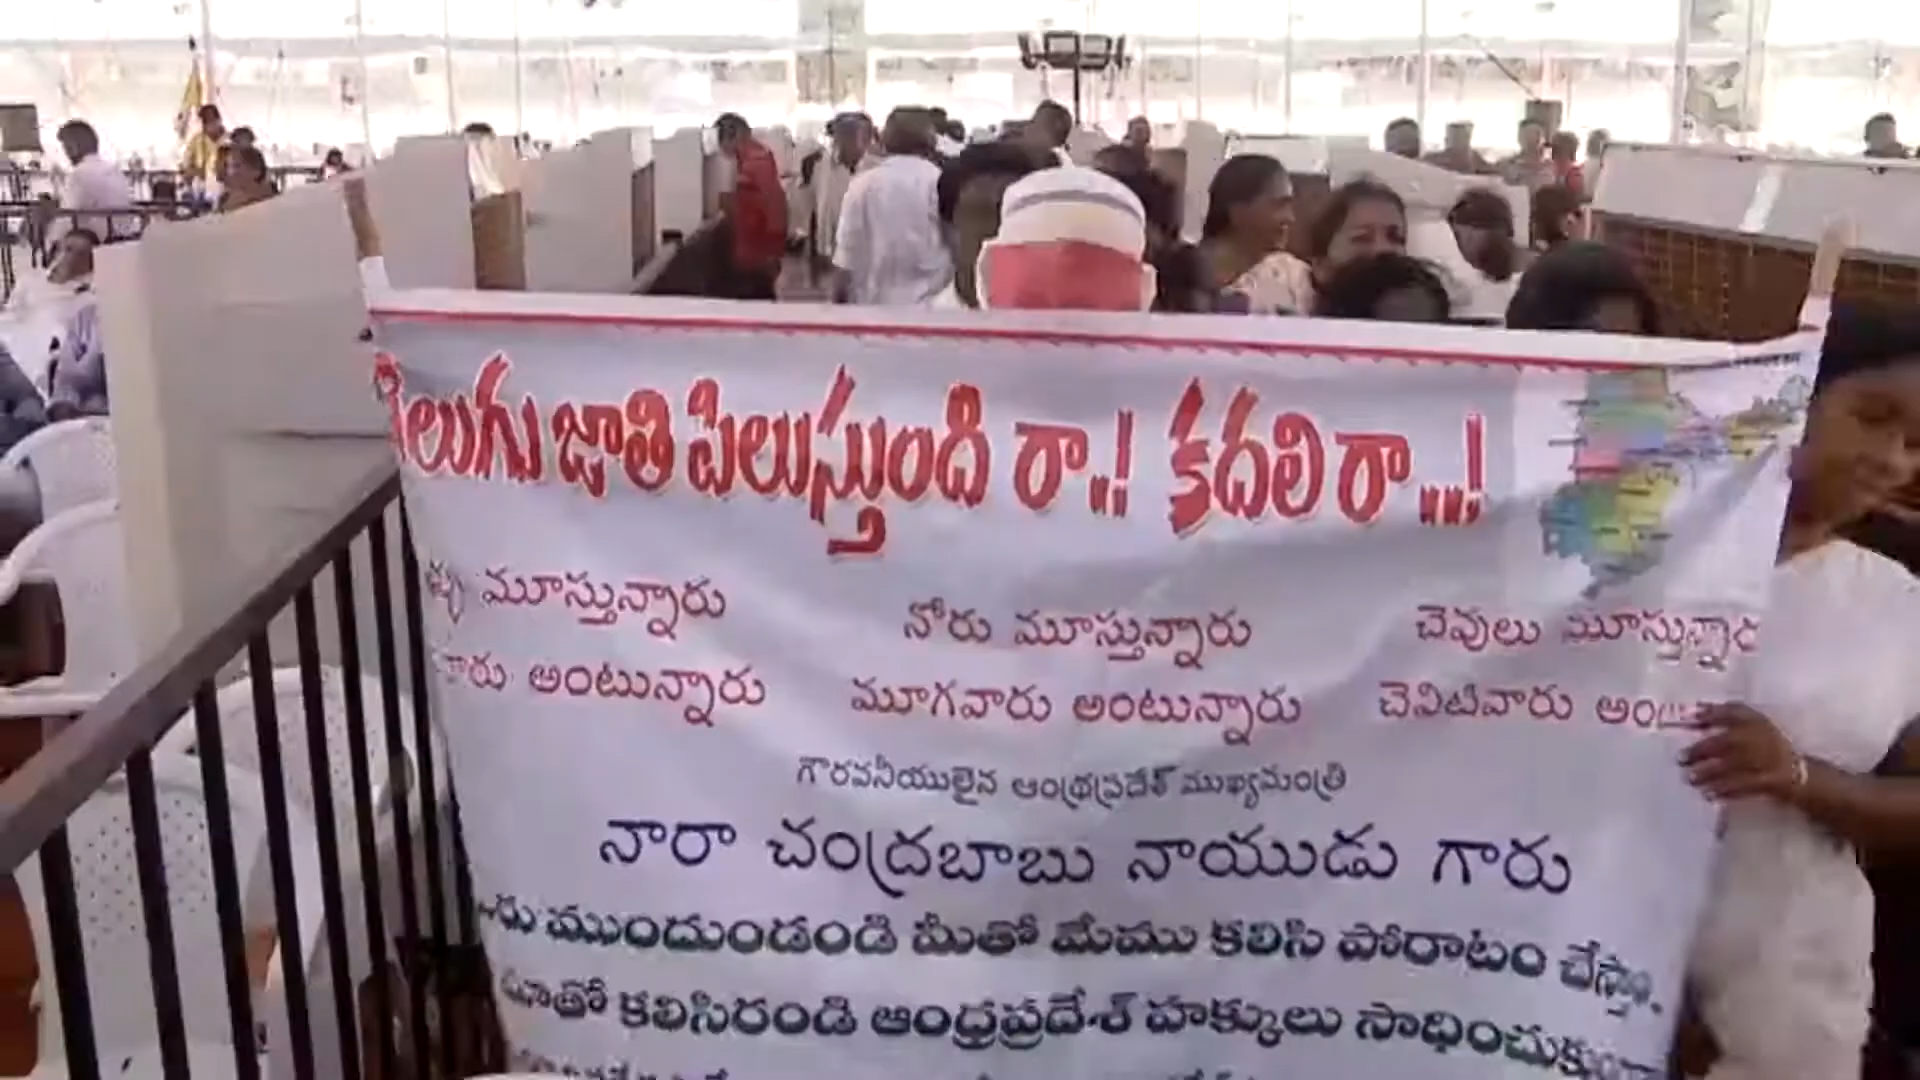 తెలుగు జాతి పిలుస్తుంది రా..! కదలి రా...!
మూస్తున్నారు నోరు మూస్తున్నారు చెవులు మూస్తున్నారు
అంటున్నారు మూగవారు అంటున్నారు చెవిటివారు
గౌరవనీయులైన ఆంధ్రప్రదేశ్ ముఖ్యమంత్రి
నారా చంద్రబాబు నాయుడు గారు
ముందుండండి మీతో మేము కలిసి పోరాటం చేస్తాం.
కలిసిరండి ఆంధ్రప్రదేశ్ హక్కులు